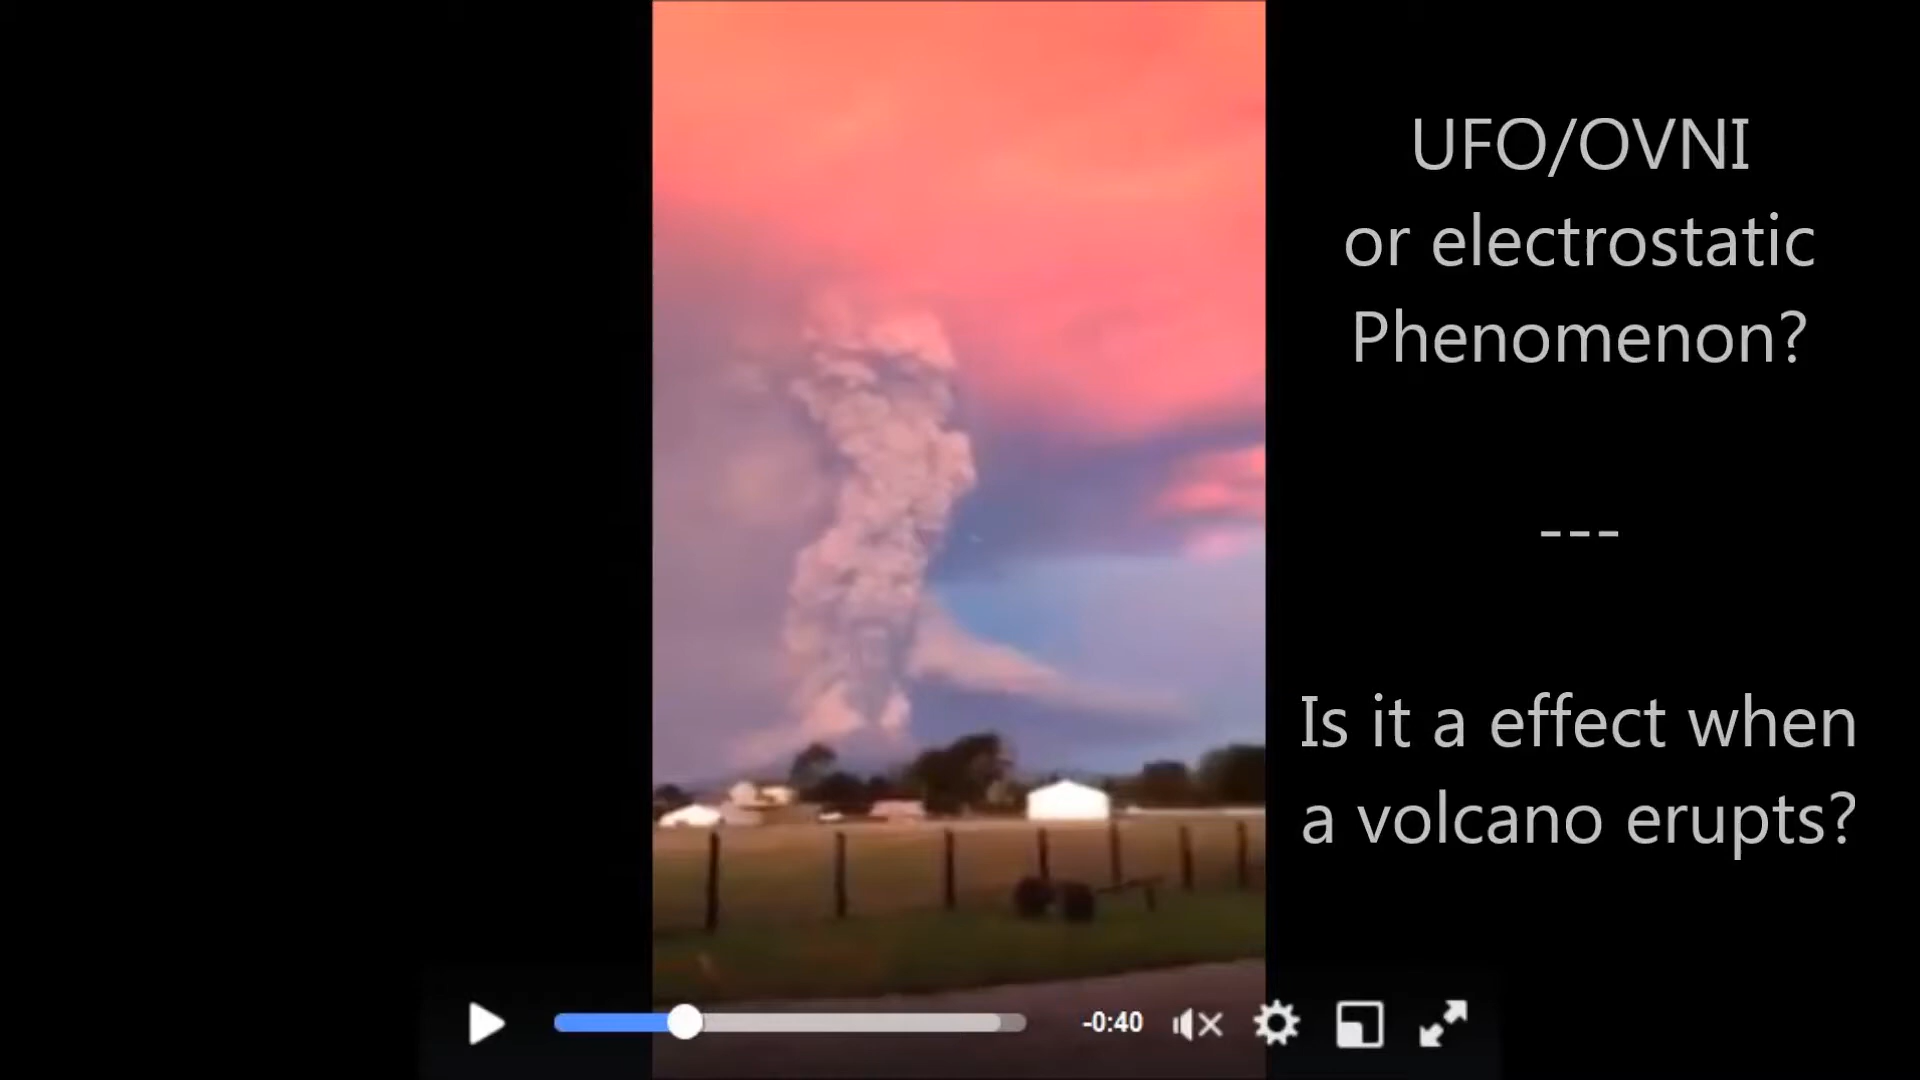 UFO/OVNI
or electrostatic
Phenomenon?
---
Is it a effect when
a volcano erupts?
-0:40